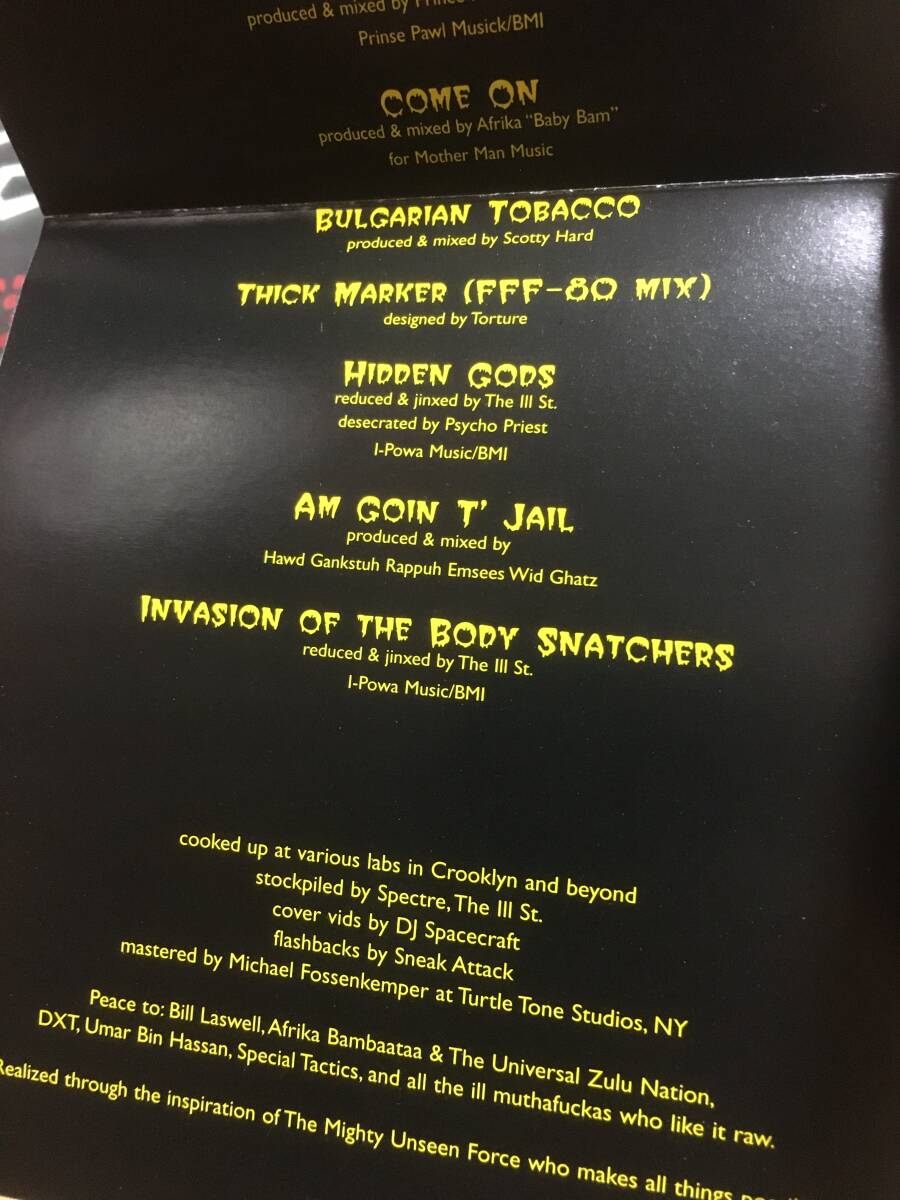 produced & mixed by
Prinse Pawl Musick/BMI
COME ON
produced & mixed by Afrika "Baby Bam"
for Mother Man Music
BULGARIAN TOBACCO
produced & mixed by Scotty Hard
THICK MARKER (FFF-80 MIX)
designed by Torture
HIDDEN GODS
reduced & jinxed by The Ill St.
desecrated by Psycho Priest
I-Powa Music/BMI
AM GOIN T' JAIL
produced & mixed by
Hawd Gankstuh Rappuh Emsees Wid Ghatz
INVASION OF THE BODY SNATCHERS
reduced & jinxed by The Ill St.
I-Powa Music/BMI
cooked up at various labs in Crooklyn and beyond
stockpiled by Spectre, The Ill St.
cover vids by DJ Spacecraft
flashbacks by Sneak Attack
mastered by Michael Fossenkemper at Turtle Tone Studios, NY
Peace to: Bill Laswell, Afrika Bambaataa & The Universal Zulu Nation,
DXT, Umar Bin Hassan, Special Tactics, and all the ill muthafuckas who like it raw.
Realized through the inspiration of The Mighty Unseen Force who makes all things